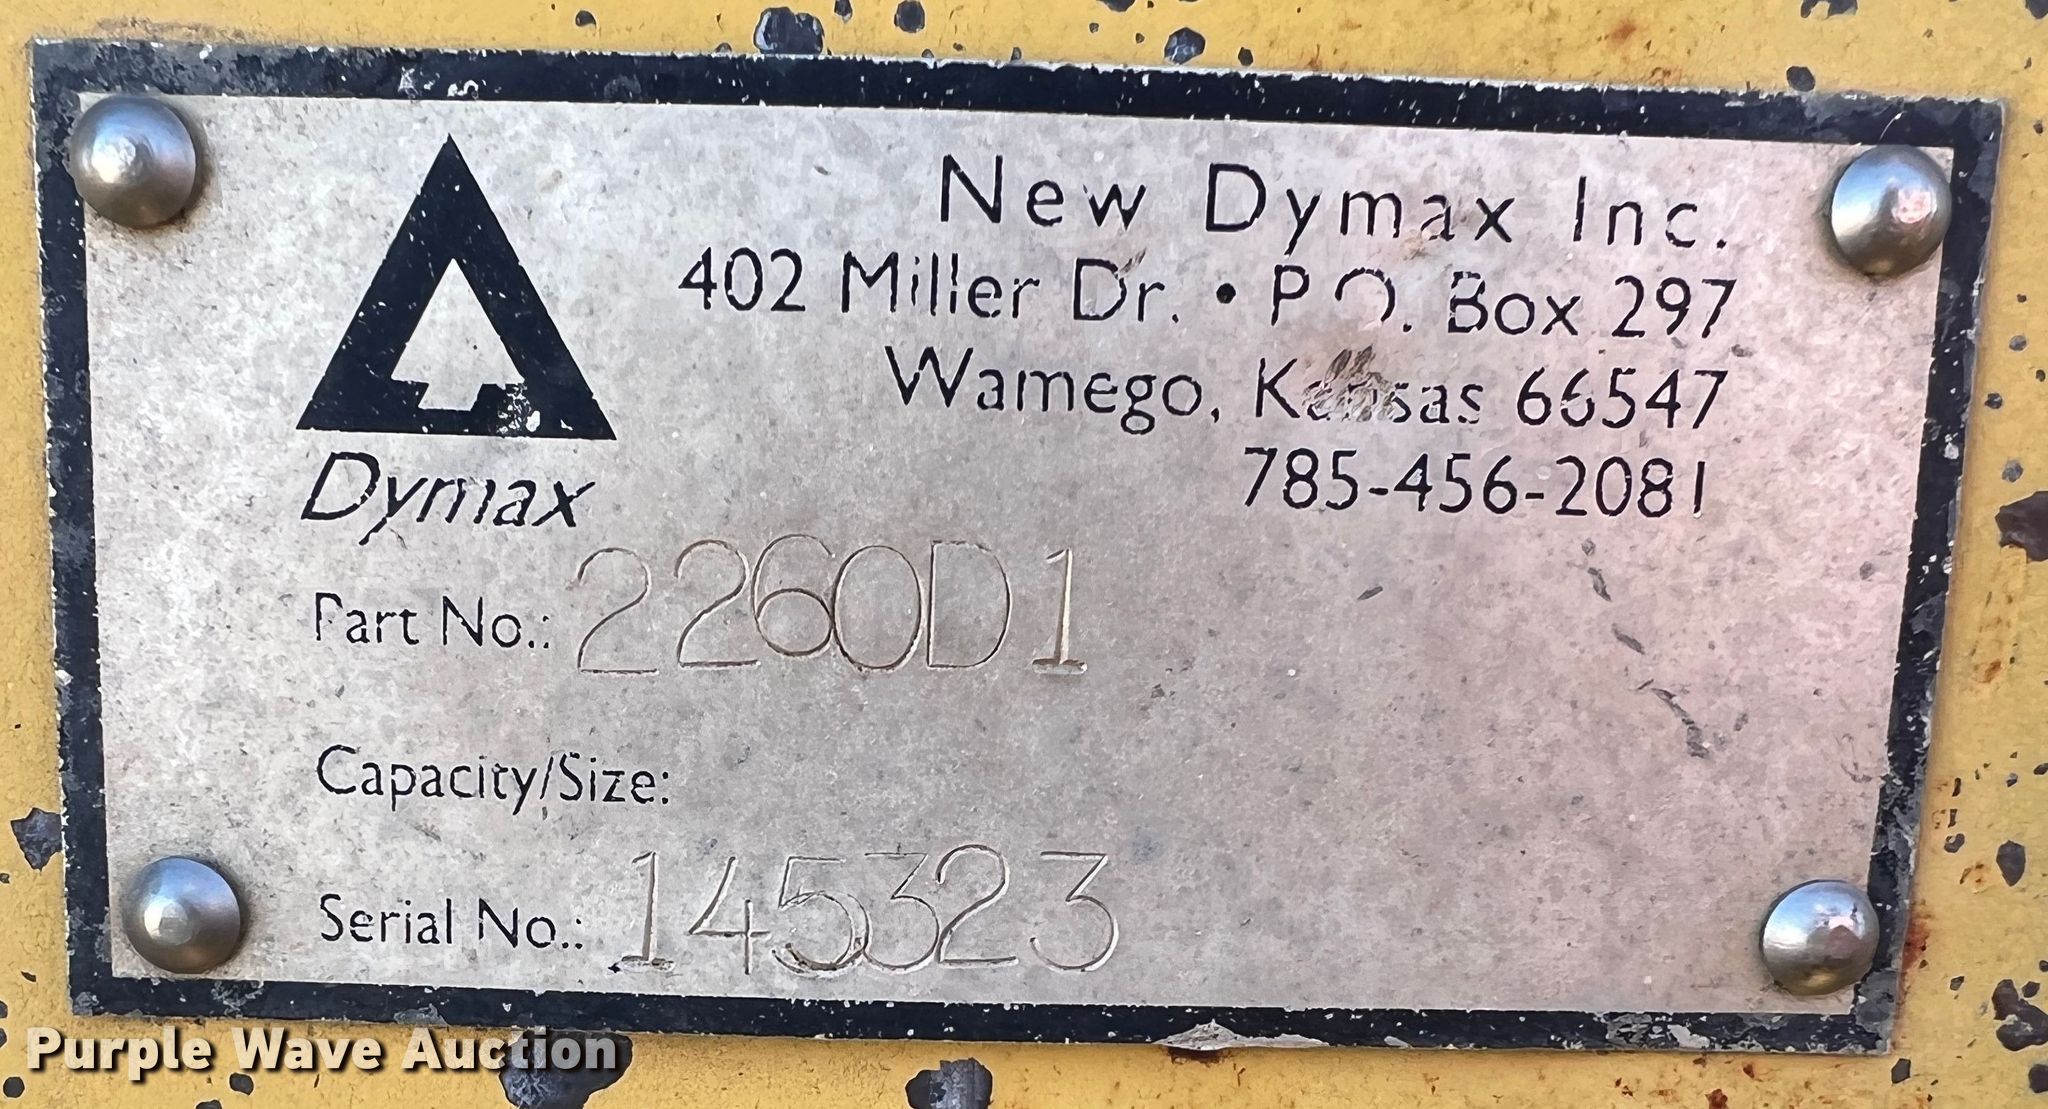 New Dymax Inc.
402 Miller Dr. • P.O. Box 297
Wamego, Kansas 66547
785-456-2081
Dymax
Part No.: 2260D1
Capacity/Size:
Serial No.: 145323
Purple Wave Auction